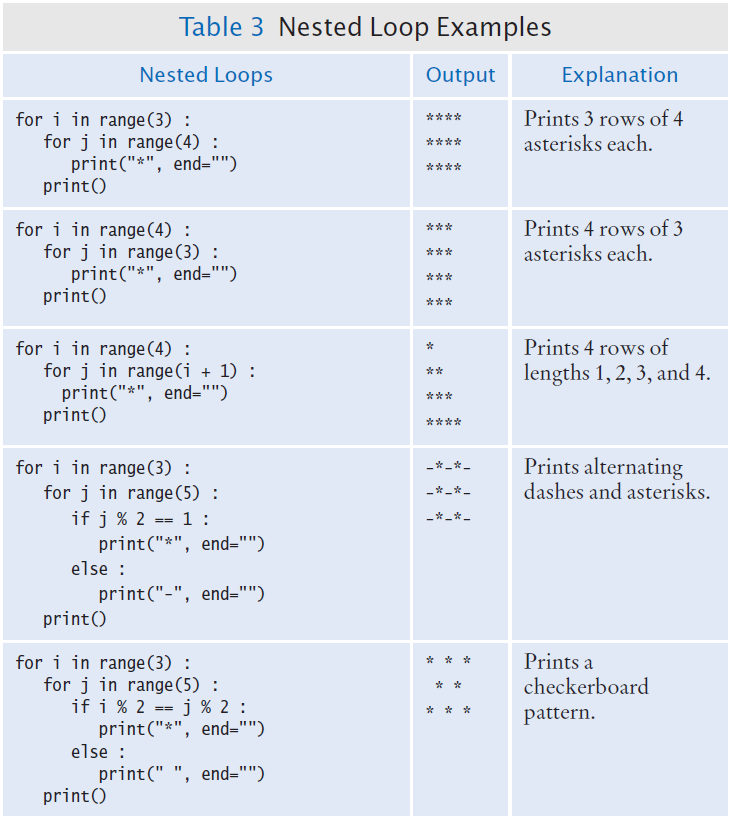 Table 3 Nested Loop Examples
Nested Loops
Output
Explanation
for i in range(3) :
   for j in range(4) :
      print("*", end="")
   print()
****
****
****
Prints 3 rows of 4
asterisks each.
for i in range(4) :
   for j in range(3) :
      print("*", end="")
   print()
***
***
***
***
Prints 4 rows of 3
asterisks each.
for i in range(4) :
   for j in range(i + 1) :
     print("*", end="")
   print()
*
**
***
****
Prints 4 rows of
lengths 1, 2, 3, and 4.
for i in range(3) :
   for j in range(5) :
      if j % 2 == 1 :
         print("*", end="")
      else :
         print("-", end="")
   print()
-*-*-
-*-*-
-*-*-
Prints alternating
dashes and asterisks.
for i in range(3) :
   for j in range(5) :
      if i % 2 == j % 2 :
         print("*", end="")
      else :
         print(" ", end="")
   print()
* * *
 * *
* * *
Prints a
checkerboard
pattern.